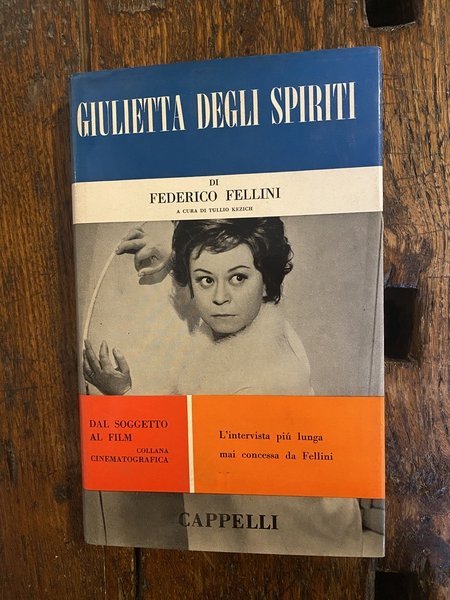 GIULIETTA DEGLI SPIRITI
DI
FEDERICO FELLINI
A CURA DI TULLIO KEZICH
DAL SOGGETTO
AL FILM
COLLANA
CINEMATOGRAFICA
L'intervista più lunga
mai concessa da Fellini
CAPPELLI